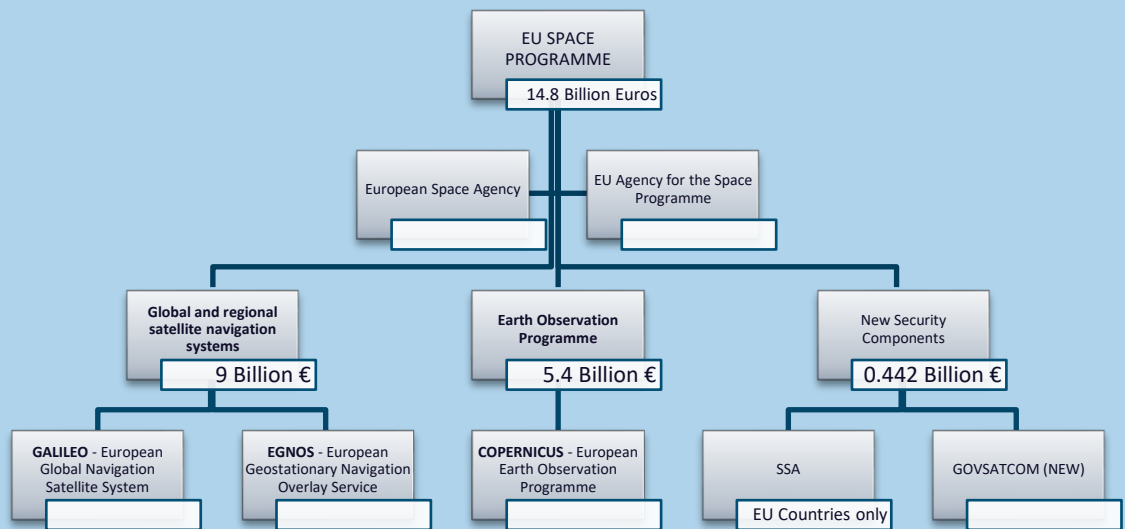 EU SPACE
PROGRAMME
14.8 Billion Euros
European Space Agency
EU Agency for the Space
Programme
Global and regional
satellite navigation
systems
9 Billion €
Earth Observation
Programme
5.4 Billion €
New Security
Components
0.442 Billion €
GALILEO - European
Global Navigation
Satellite System
EGNOS - European
Geostationary Navigation
Overlay Service
COPERNICUS - European
Earth Observation
Programme
SSA
EU Countries only
GOVSATCOM (NEW)